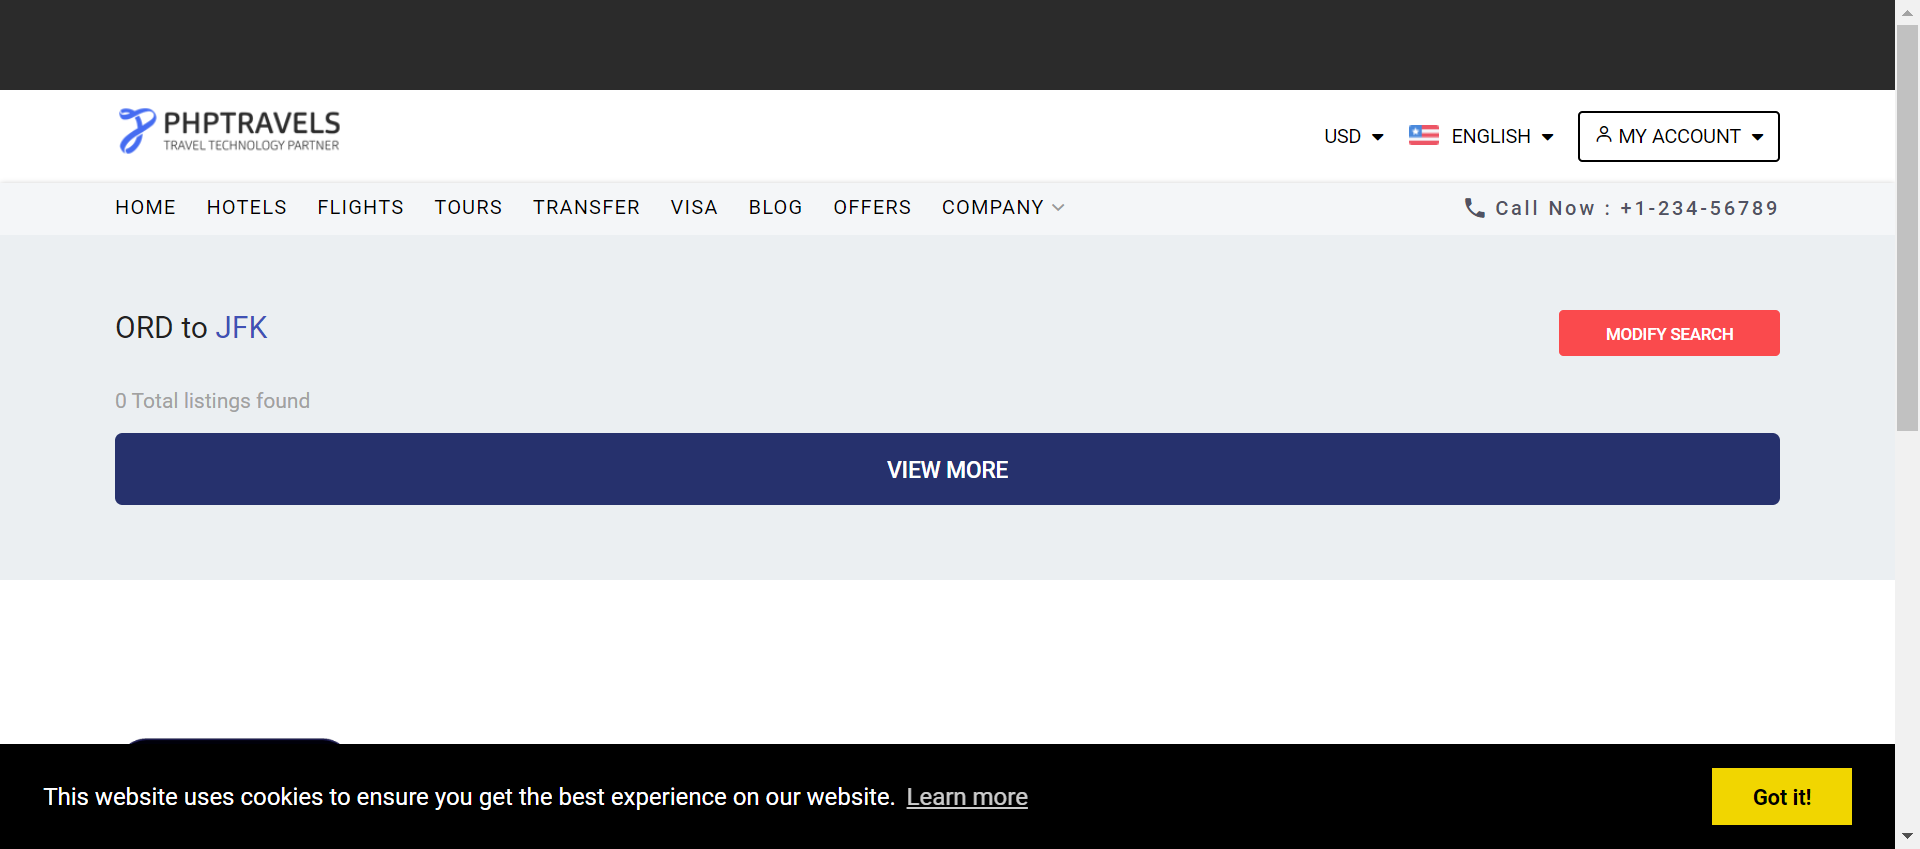 PHPTRAVELS
TRAVEL TECHNOLOGY PARTNER
USD
ENGLISH
MY ACCOUNT
HOME HOTELS FLIGHTS TOURS TRANSFER VISA BLOG OFFERS COMPANY
Call Now : +1-234-56789
ORD to JFK
MODIFY SEARCH
0 Total listings found
VIEW MORE
This website uses cookies to ensure you get the best experience on our website. Learn more
Got it!